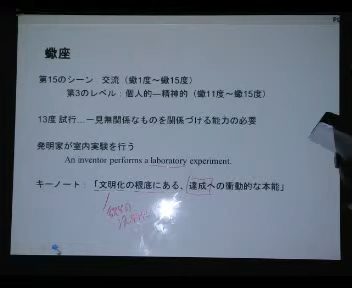 蠍座
第15のシーン 交流（蠍1度〜蠍15度）
第3のレベル：個人的―精神的（蠍11度〜蠍15度）
13度 試行…一見無関係なものを関係づける能力の必要
発明家が室内実験を行う
An inventor performs a laboratory experiment.
キーノート：「文明化の根底にある、達成への衝動的な本能」